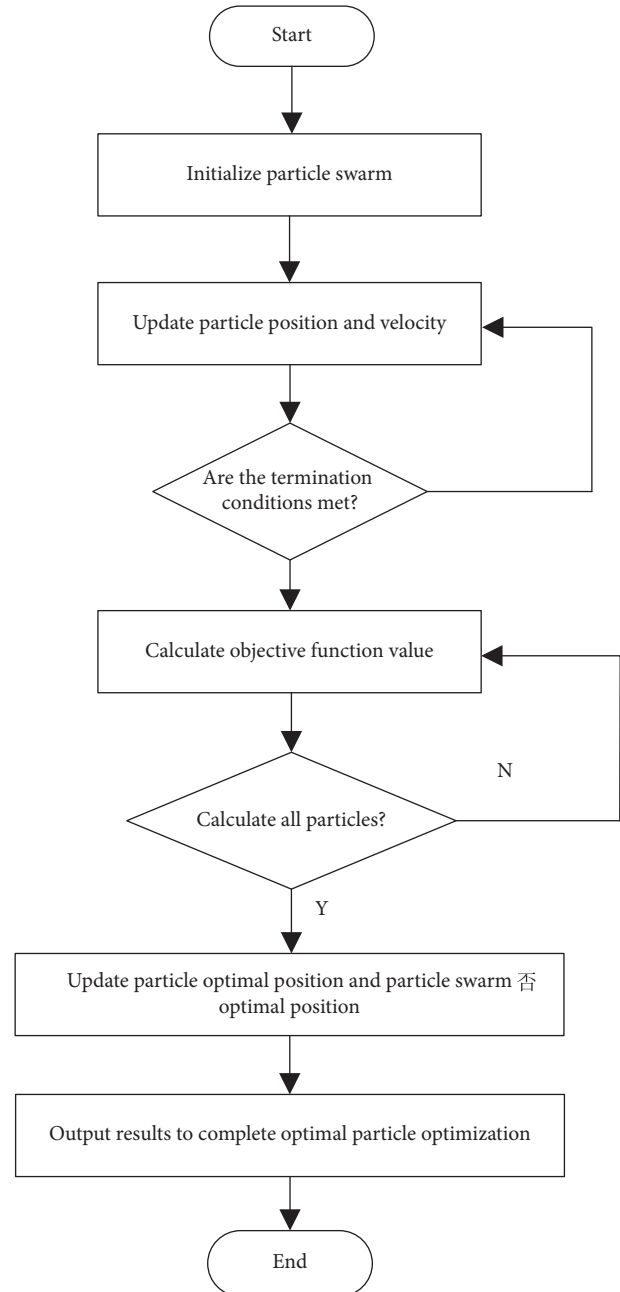 Start
Initialize particle swarm
Update particle position and velocity
Are the termination
conditions met?
Calculate objective function value
N
Calculate all particles?
Y
Update particle optimal position and particle swarm 否
optimal position
Output results to complete optimal particle optimization
End